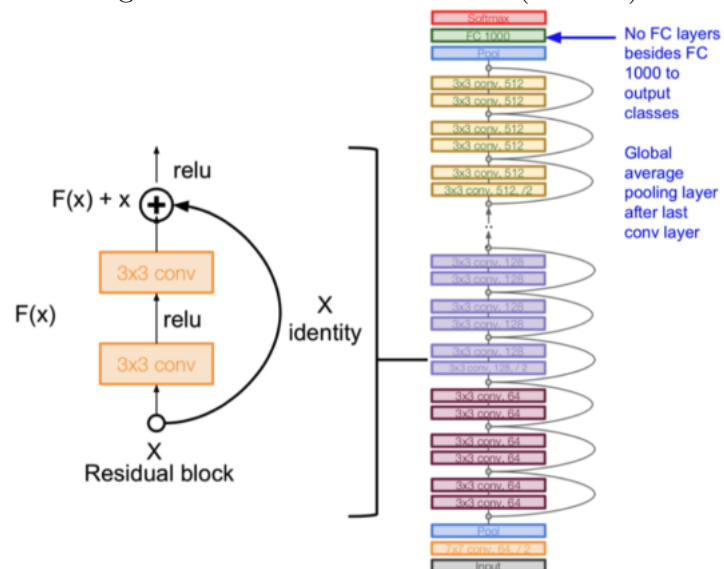 Softmax
FC 1000
Pool
3x3 conv, 512
3x3 conv, 512
3x3 conv, 512
3x3 conv, 512
3x3 conv, 512
3x3 conv, 512, /2
..
3x3 conv, 128
3x3 conv, 128
3x3 conv, 128
3x3 conv, 128
3x3 conv, 128
3x3 conv, 128, / 2
3x3 conv, 64
3x3 conv, 64
3x3 conv, 64
3x3 conv, 64
3x3 conv, 64
3x3 conv, 64
Pool
7x7 conv, 64, / 2
Input
No FC layers
besides FC
1000 to
output
classes
Global
average
pooling layer
after last
conv layer
relu
F(x) + x
+
3x3 conv
F(x)
relu
X
identity
3x3 conv
X
Residual block